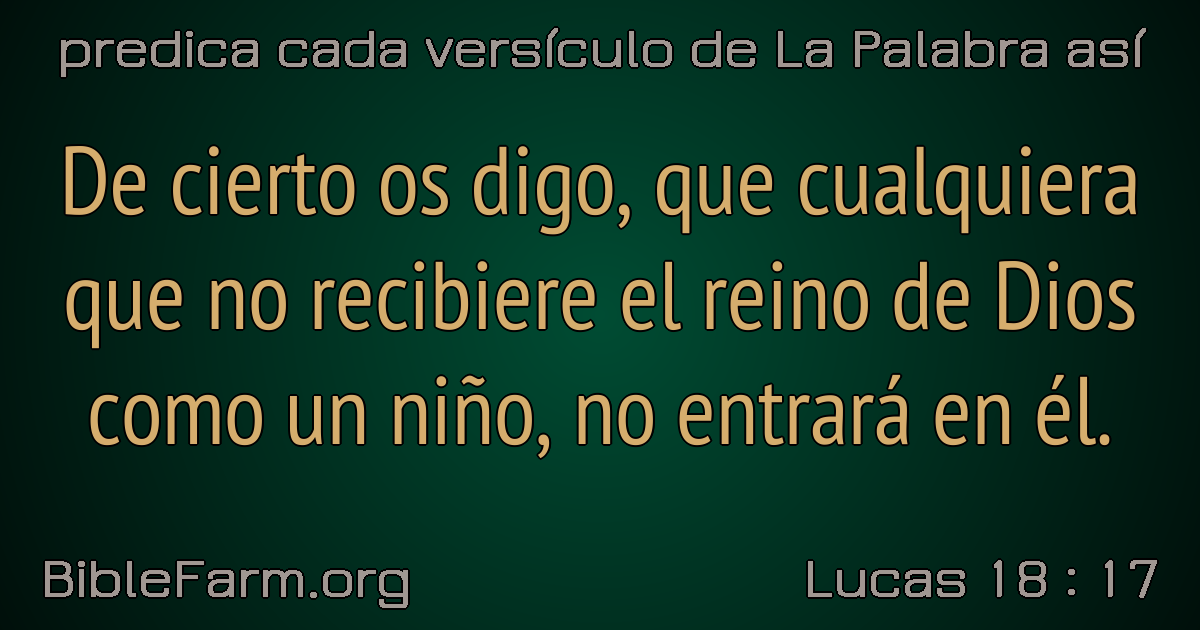 predica cada versículo de La Palabra así
De cierto os digo, que cualquiera
que no recibiere el reino de Dios
como un niño, no entrará en él.
BibleFarm.org
Lucas 18 : 17